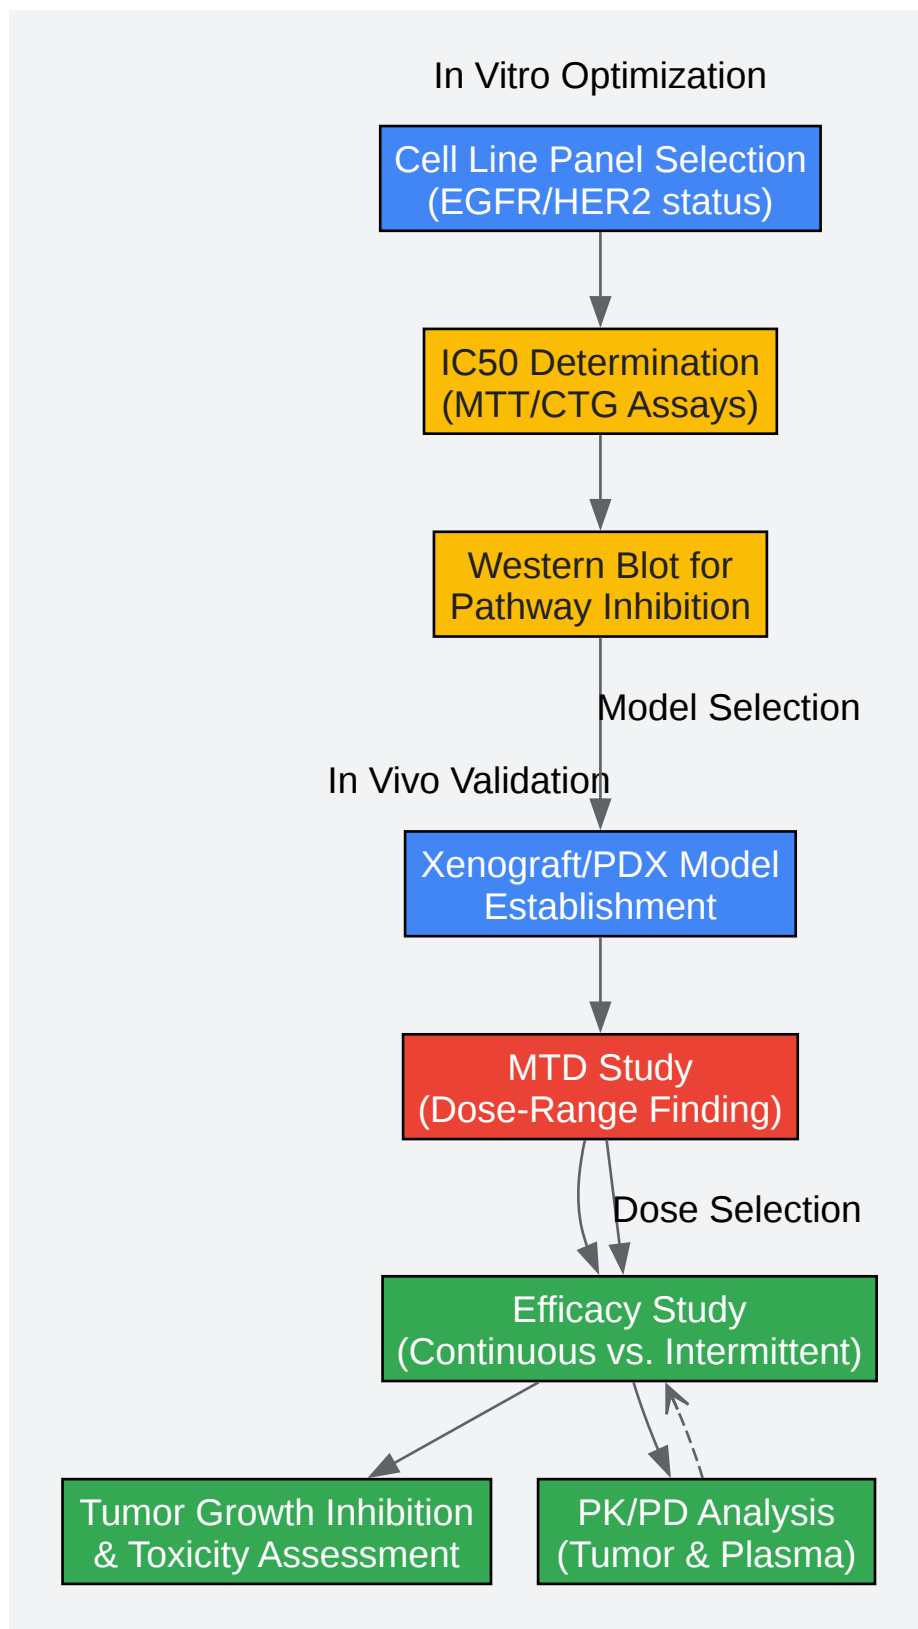 In Vitro Optimization
Cell Line Panel Selection
(EGFR/HER2 status)
IC50 Determination
(MTT/CTG Assays)
Western Blot for
Pathway Inhibition
Model Selection
In Vivo Validation
Xenograft/PDX Model
Establishment
MTD Study
(Dose-Range Finding)
Dose Selection
Efficacy Study
(Continuous vs. Intermittent)
Tumor Growth Inhibition
& Toxicity Assessment
PK/PD Analysis
(Tumor & Plasma)